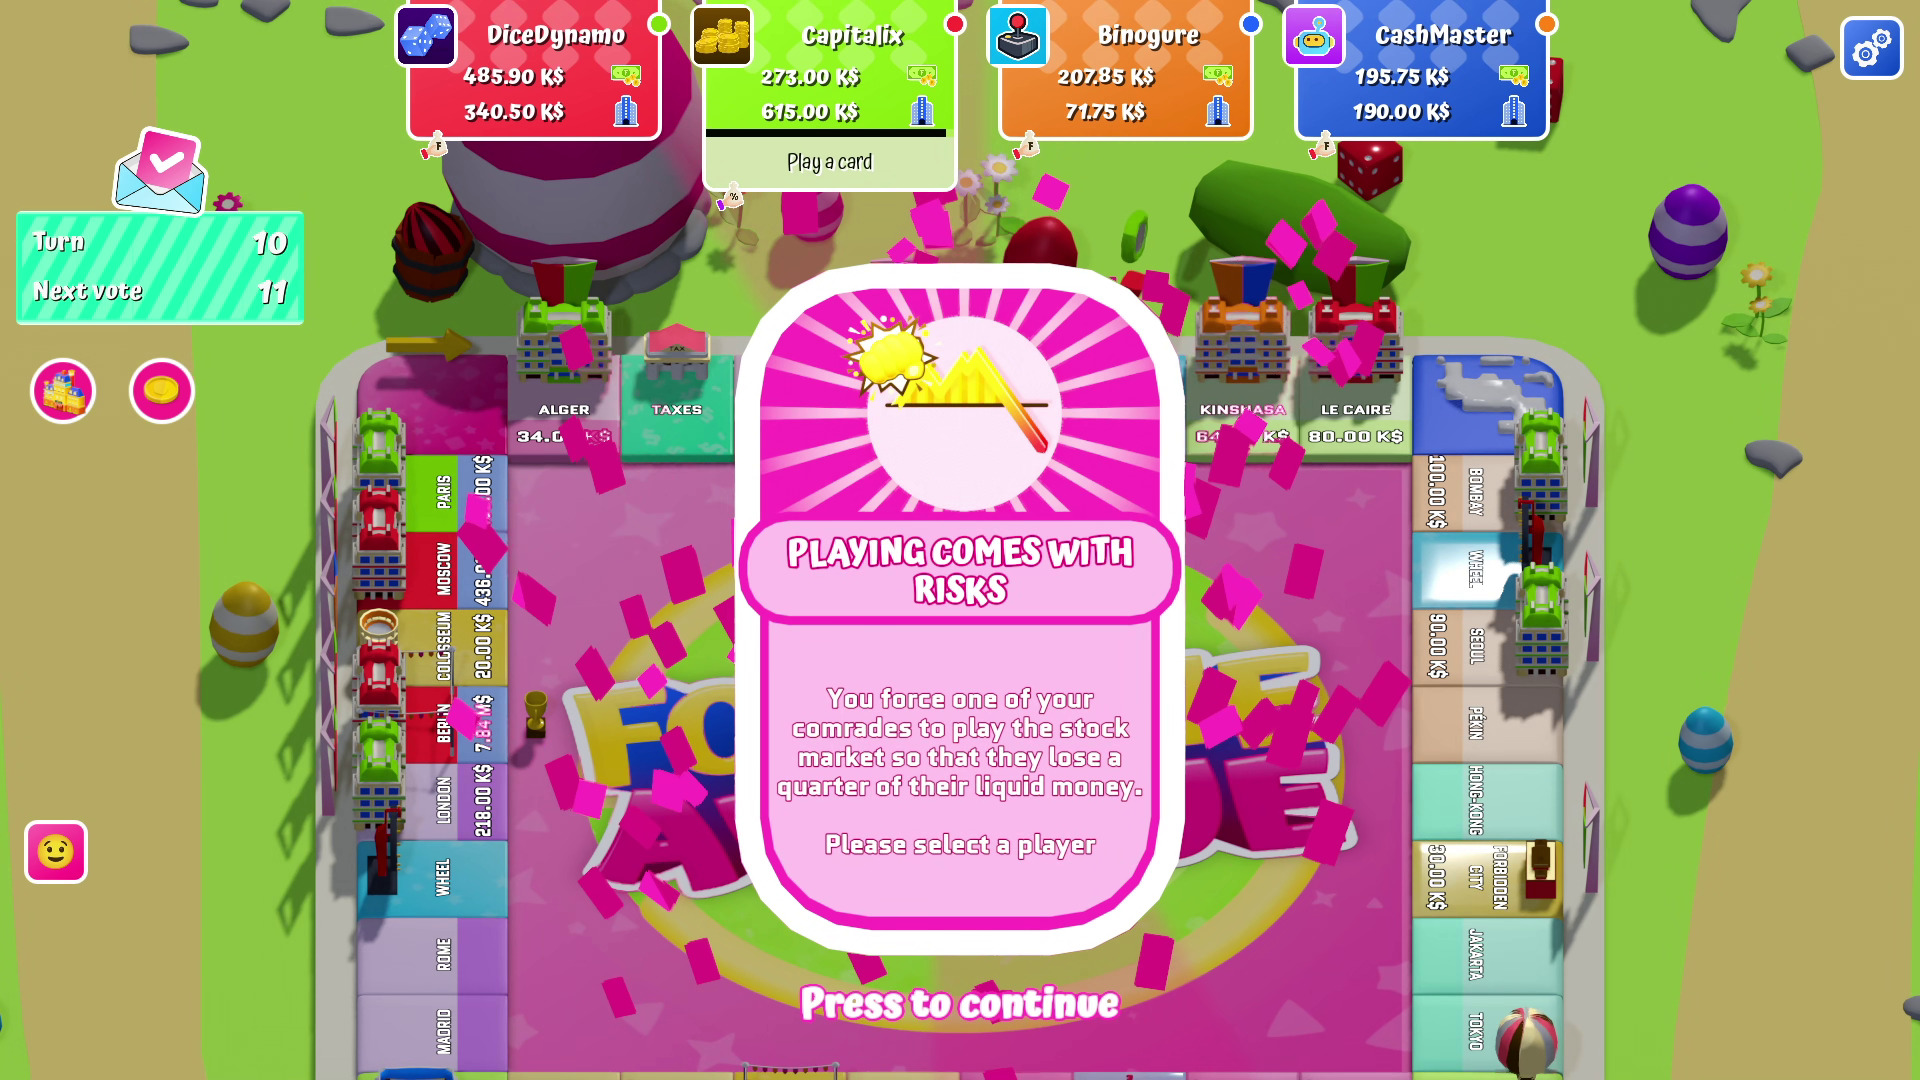 DiceDynamo
485.90 K$
340.50 K$
F
Capitalix
273.00 K$
615.00 K$
Play a card
%
Binogure
207.85 K$
71.75 K$
F
CashMaster
195.75 K$
190.00 K$
F
Turn 10
Next vote 11
ALGER
TAX
TAXES
KINSHASA
LE CAIRE
80.00 K$
PARIS
MOSCOW
COLOSSEUM
20.00 K$
BERLIN
LONDON
218.00 K$
WHEEL
ROME
MADRID
BOMBAY
100.00 K$
WHEEL
SEOUL
90.00 K$
PÉKIN
HONG-KONG
FORBIDDEN
CITY
30.00 K$
JAKARTA
TOKYO
PLAYING COMES WITH
RISKS
You force one of your
comrades to play the stock
market so that they lose a
quarter of their liquid money.
Please select a player
Press to continue